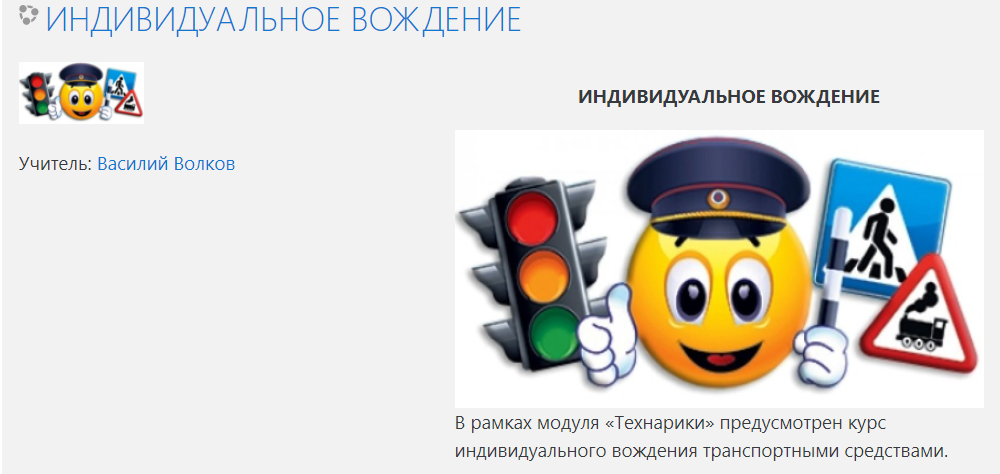 ИНДИВИДУАЛЬНОЕ ВОЖДЕНИЕ
Учитель: Василий Волков
ИНДИВИДУАЛЬНОЕ ВОЖДЕНИЕ
В рамках модуля «Технарики» предусмотрен курс
индивидуального вождения транспортными средствами.